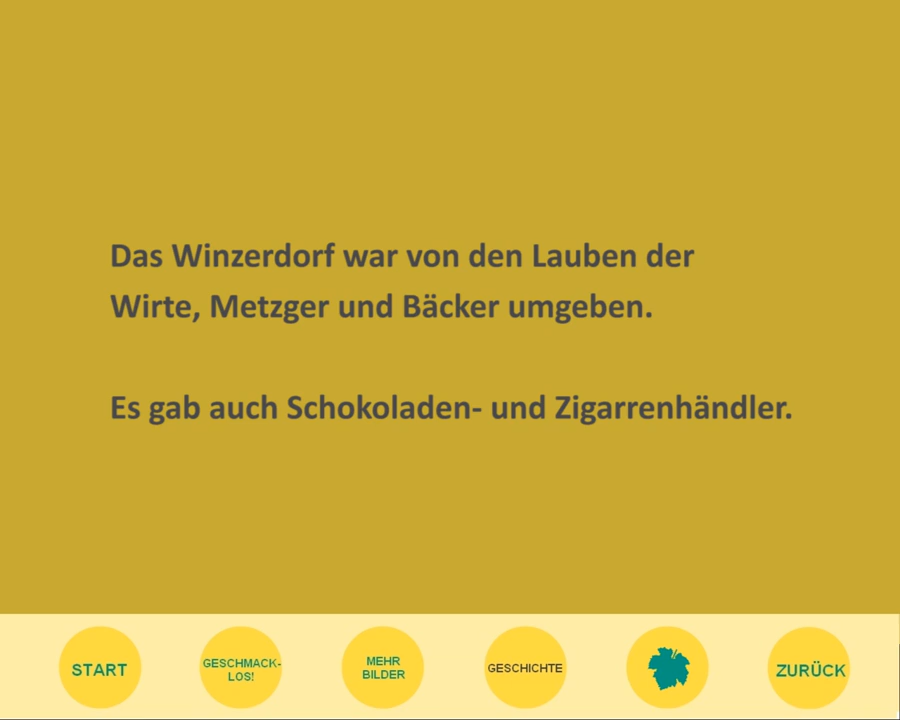 Das Winzerdorf war von den Lauben der
Wirte, Metzger und Bäcker umgeben.
Es gab auch Schokoladen- und Zigarrenhändler.
START
GESCHMACK-
LOS!
MEHR
BILDER
GESCHICHTE
ZURÜCK